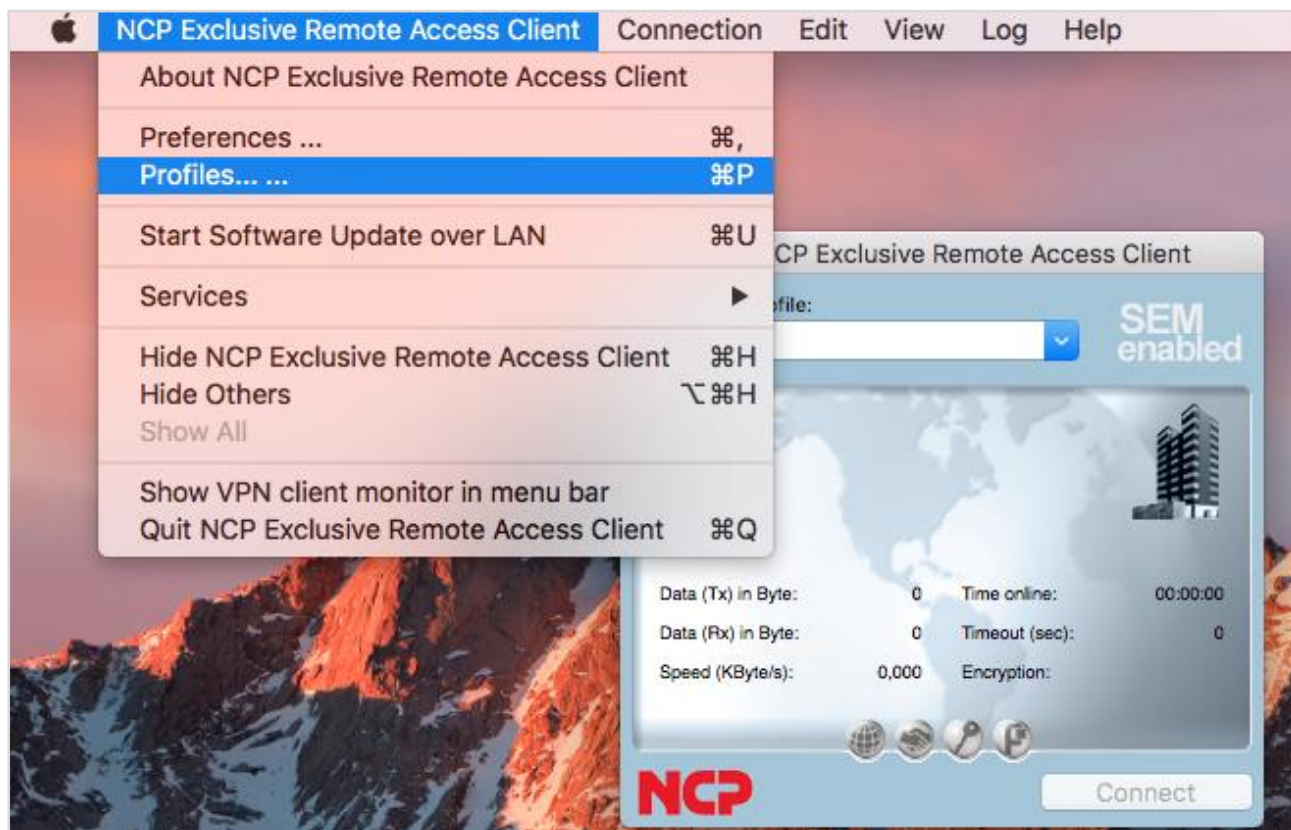 NCP Exclusive Remote Access Client Connection Edit View Log Help
About NCP Exclusive Remote Access Client
Preferences ... ⌘,
Profiles... ... ⌘P
Start Software Update over LAN ⌘U
Services ▶
Hide NCP Exclusive Remote Access Client ⌘H
Hide Others ⌥⌘H
Show All
Show VPN client monitor in menu bar
Quit NCP Exclusive Remote Access Client ⌘Q
CP Exclusive Remote Access Client
ofile:
SEM
enabled
Data (Tx) in Byte: 0 Time online: 00:00:00
Data (Rx) in Byte: 0 Timeout (sec): 0
Speed (KByte/s): 0,000 Encryption:
NCP
Connect